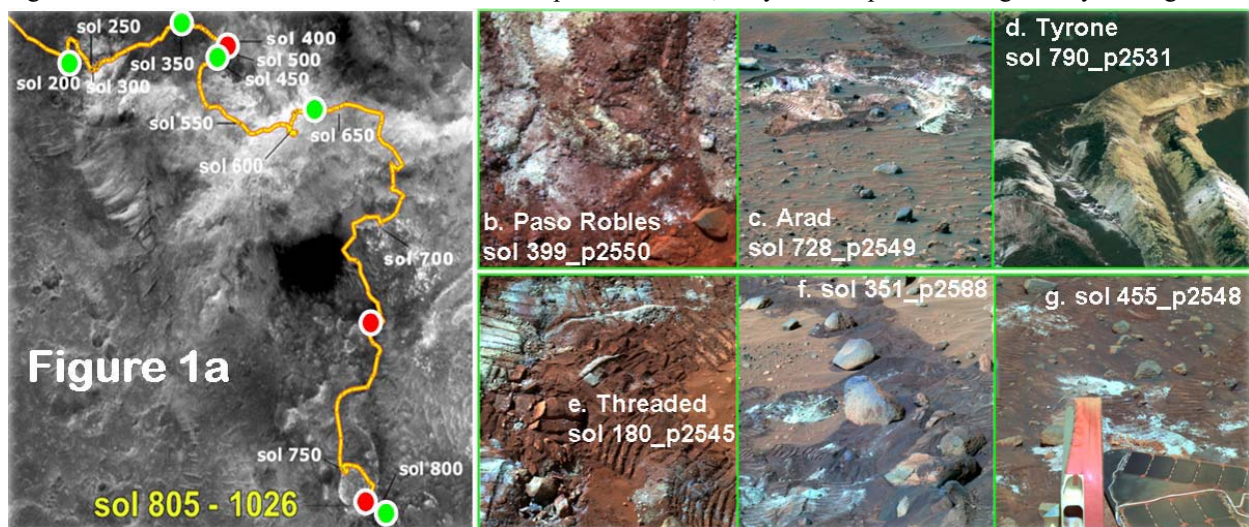 sol 250
sol 400
sol 350
sol 500
sol 200
sol 300
sol 450
sol 550
sol 650
sol 600
sol 700
Figure 1a
sol 750
sol 800
sol 805 - 1026
b. Paso Robles
sol 399_p2550
c. Arad
sol 728_p2549
d. Tyrone
sol 790_p2531
e. Threaded
sol 180_p2545
f. sol 351_p2588
g. sol 455_p2548